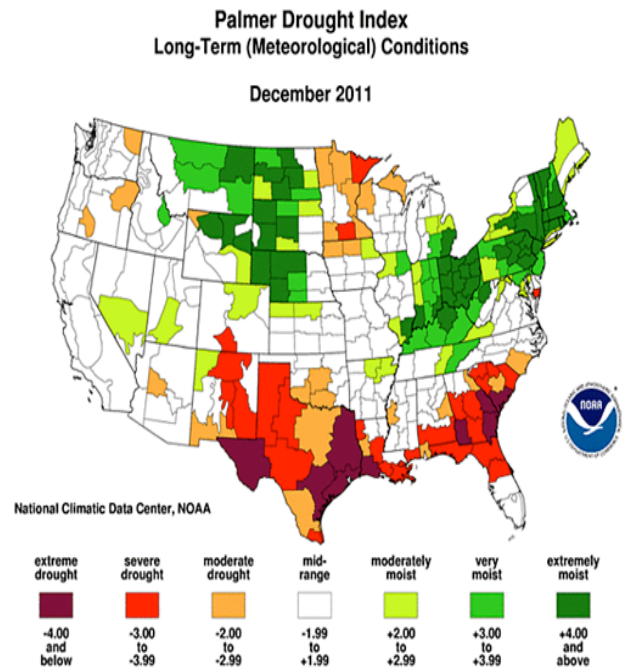 Palmer Drought Index
Long-Term (Meteorological) Conditions
December 2011
NOAA
National Climatic Data Center, NOAA
extreme drought
severe drought
moderate drought
mid-range
moderately moist
very moist
extremely moist
-4.00 and below
-3.00 to -3.99
-2.00 to -2.99
-1.99 to +1.99
+2.00 to +2.99
+3.00 to +3.99
+4.00 and above